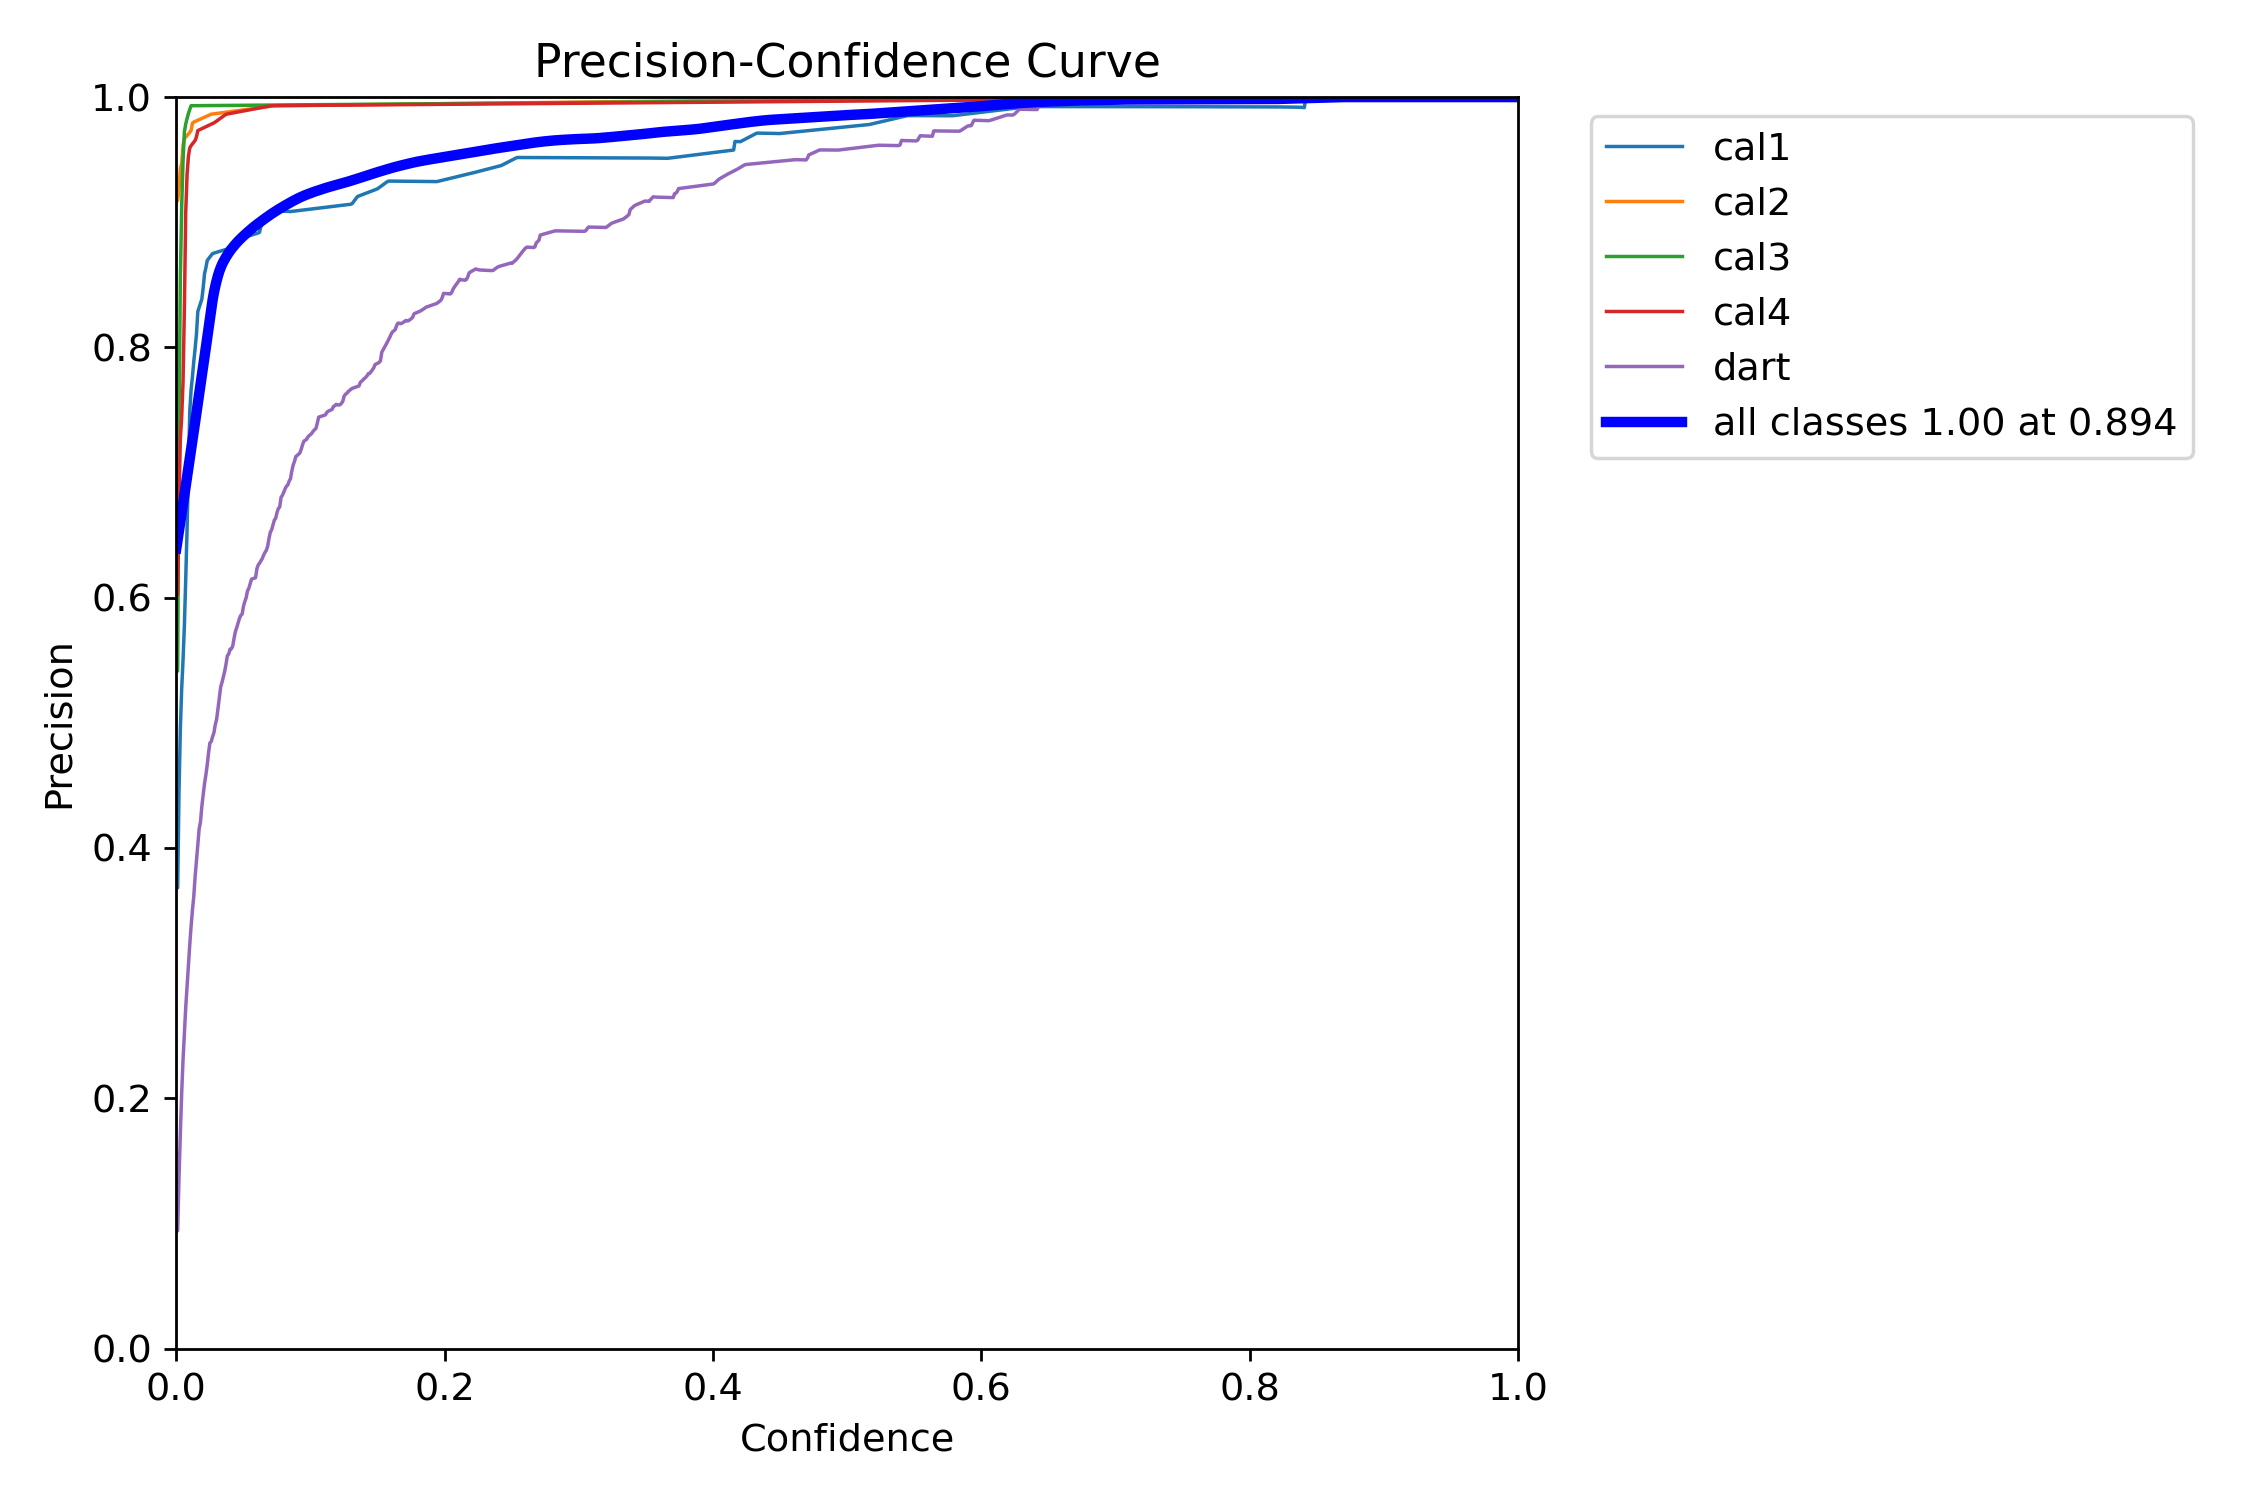 Precision-Confidence Curve
1.0
0.8
0.6
0.4
0.2
0.0
Precision
0.0 0.2 0.4 0.6 0.8 1.0
Confidence
cal1
cal2
cal3
cal4
dart
all classes 1.00 at 0.894